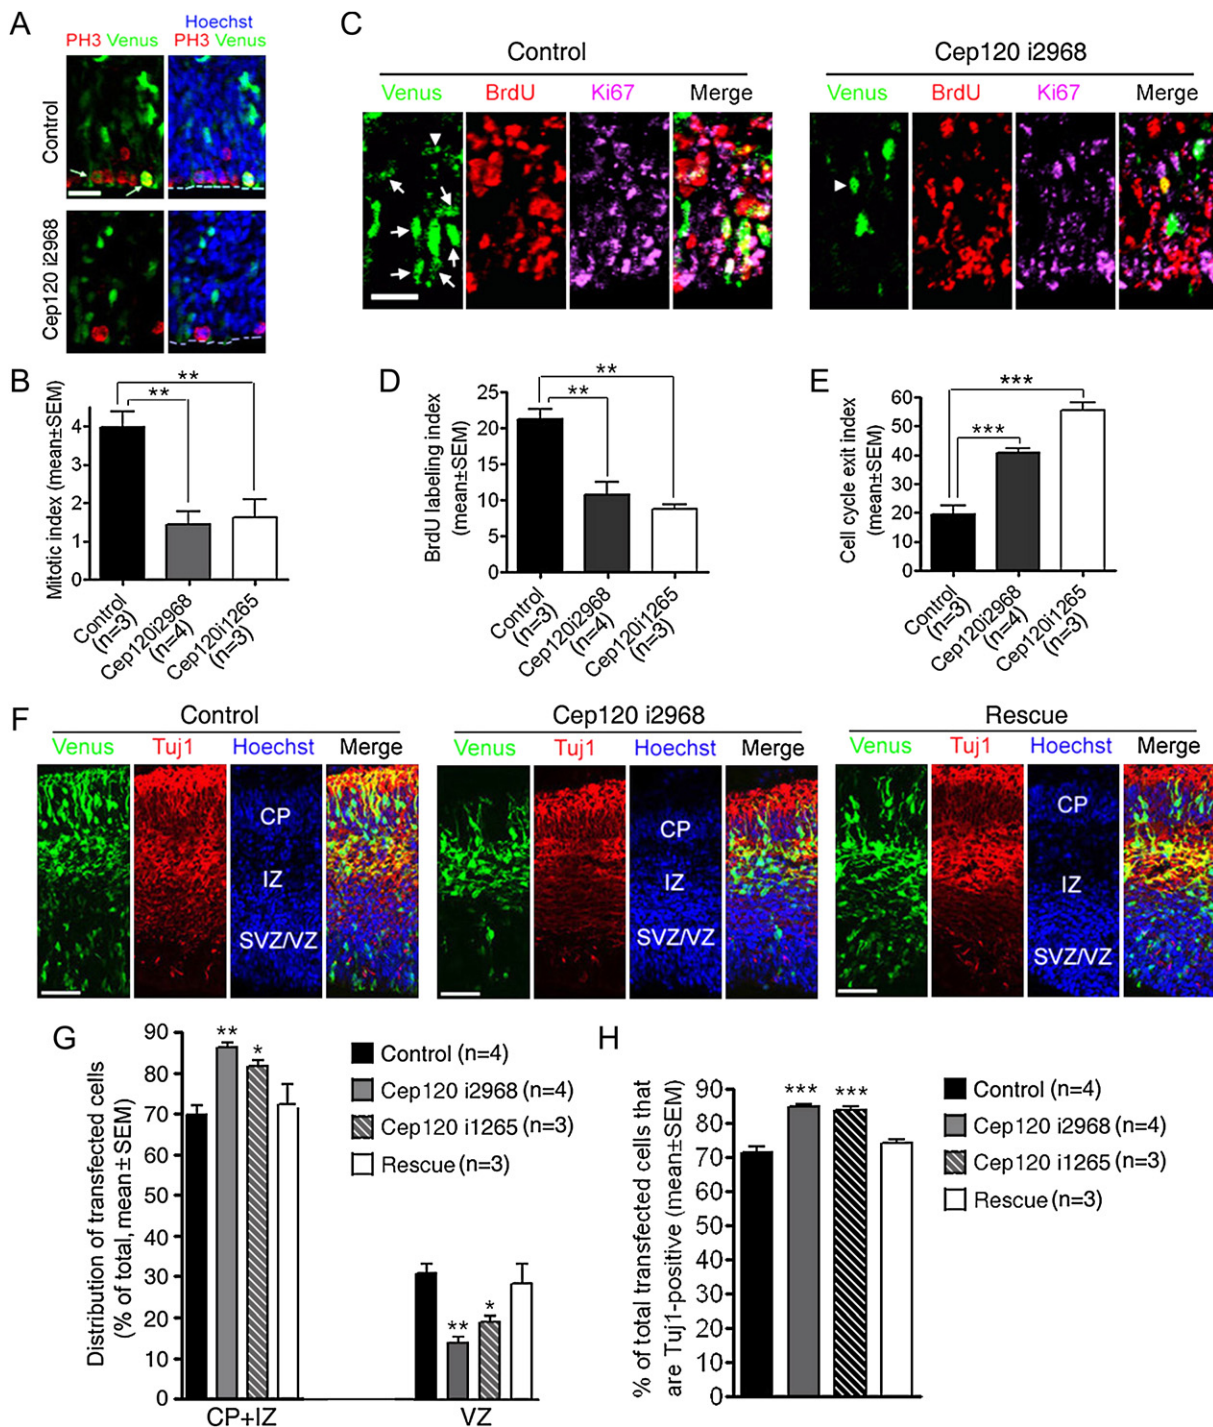 A
PH3 Venus
Hoechst
PH3 Venus
Control
Cep120 i2968
C
Control
Venus BrdU Ki67 Merge
Cep120 i2968
Venus BrdU Ki67 Merge
B
Mitotic index (mean±SEM)
4
3
2
1
0
**
**
Control
(n=3)
Cep120i2968
(n=4)
Cep120i1265
(n=3)
D
BrdU labeling index
(mean±SEM)
25
20
15
10
5
0
**
**
Control
(n=3)
Cep120i2968
(n=4)
Cep120i1265
(n=3)
E
Cell cycle exit index
(mean±SEM)
60
50
40
30
20
10
0
***
***
Control
(n=3)
Cep120i2968
(n=4)
Cep120i1265
(n=3)
F
Control
Venus Tuj1 Hoechst Merge
CP
IZ
SVZ/VZ
Cep120 i2968
Venus Tuj1 Hoechst Merge
CP
IZ
SVZ/VZ
Rescue
Venus Tuj1 Hoechst Merge
CP
IZ
SVZ/VZ
G
Distribution of transfected cells
(% of total, mean±SEM)
90
80
70
60
50
40
30
20
10
0
**
*
**
*
CP+IZ
VZ
Control (n=4)
Cep120 i2968 (n=4)
Cep120 i1265 (n=3)
Rescue (n=3)
H
% of total transfected cells that
are Tuj1-positive (mean±SEM)
90
80
70
60
50
40
30
20
10
0
***
***
Control (n=4)
Cep120 i2968 (n=4)
Cep120 i1265 (n=3)
Rescue (n=3)